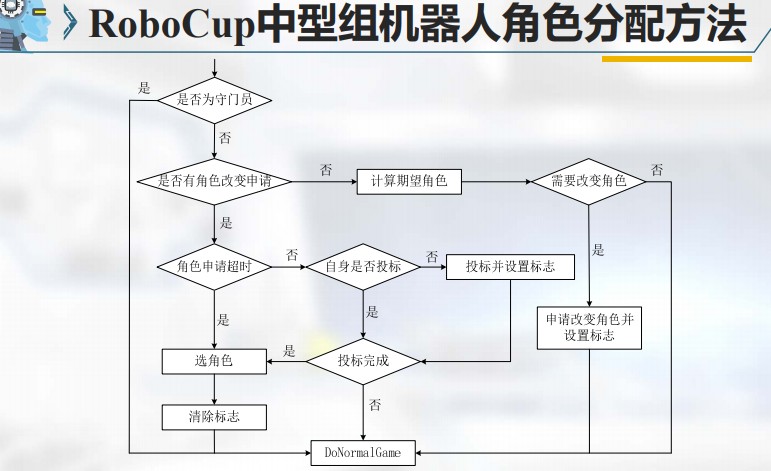 RoboCup中型组机器人角色分配方法
是
是否为守门员
否
是否有角色改变申请
否
计算期望角色
需要改变角色
否
是
角色申请超时
否
自身是否投标
否
投标并设置标志
是
是
是
申请改变角色并
设置标志
选角色
是
投标完成
否
清除标志
DoNormalGame